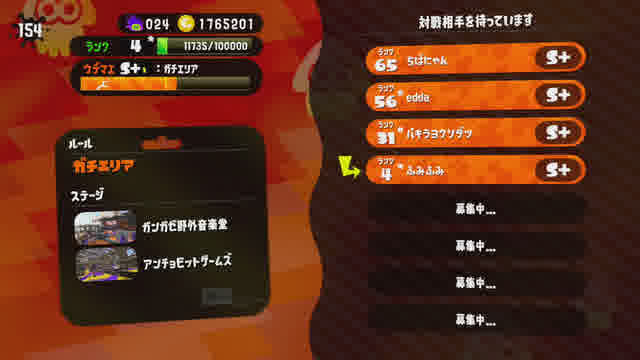 154
024
1765201
ランク 4* 11735/100000
ウデマエ S+ : ガチエリア
ルール
ガチエリア
ステージ
ガンガゼ野外音楽堂
アンチョビットゲームズ
対戦相手を待っています
ランク 65 ちはにゃん S+
ランク 56* edda S+
ランク 31* バキラヨクソダッ S+
ランク 4* ふみふみ S+
募集中...
募集中...
募集中...
募集中...